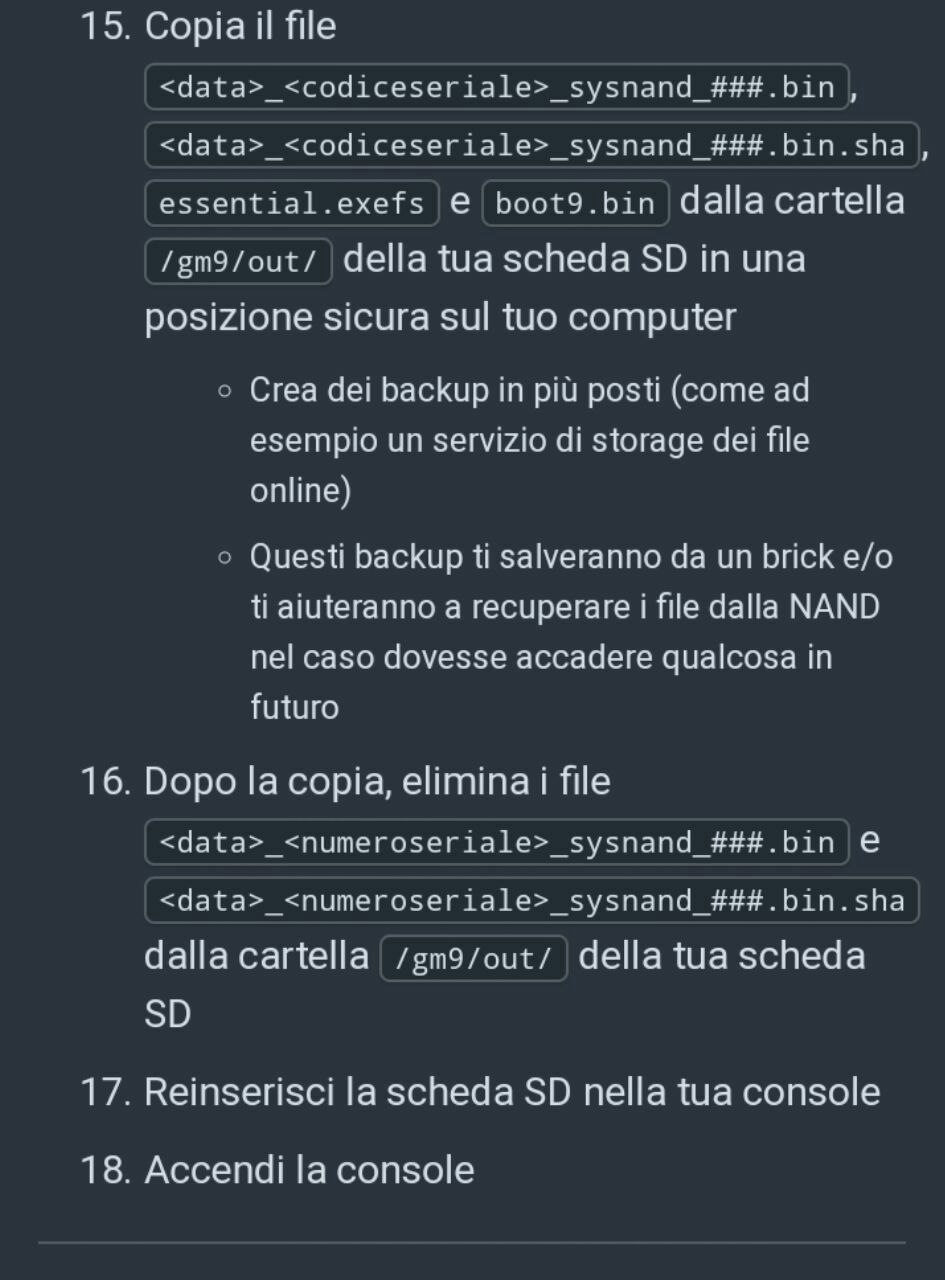 15. Copia il file
<data>_<codiceseriale>_sysnand_###.bin,
<data>_<codiceseriale>_sysnand_###.bin.sha,
essential.exefs e boot9.bin dalla cartella
/gm9/out/ della tua scheda SD in una
posizione sicura sul tuo computer
◦ Crea dei backup in più posti (come ad
esempio un servizio di storage dei file
online)
◦ Questi backup ti salveranno da un brick e/o
ti aiuteranno a recuperare i file dalla NAND
nel caso dovesse accadere qualcosa in
futuro
16. Dopo la copia, elimina i file
<data>_<numeroseriale>_sysnand_###.bin e
<data>_<numeroseriale>_sysnand_###.bin.sha
dalla cartella /gm9/out/ della tua scheda
SD
17. Reinserisci la scheda SD nella tua console
18. Accendi la console